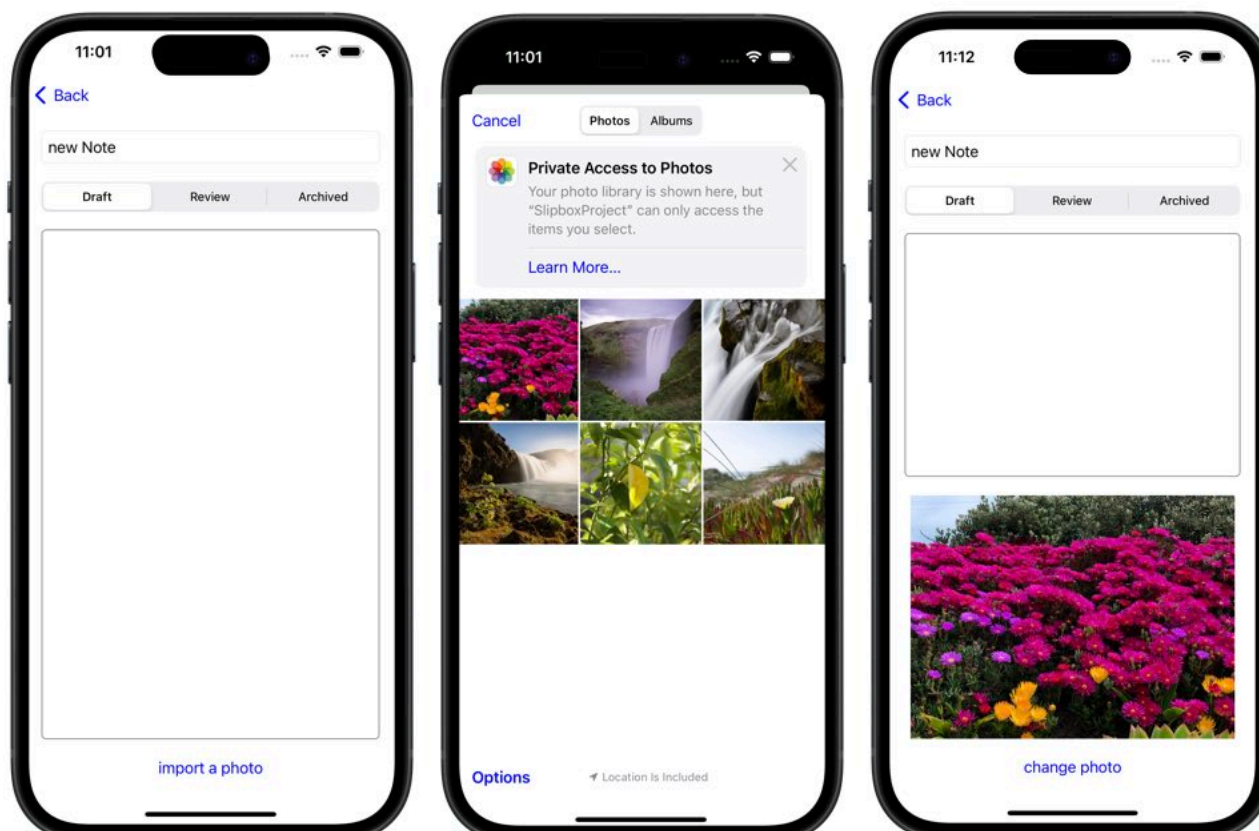 11:01
Back
new Note
Draft Review Archived
import a photo
11:01
Cancel Photos Albums
Private Access to Photos
Your photo library is shown here, but
“SlipboxProject” can only access the
items you select.
Learn More...
Options Location Is Included
11:12
Back
new Note
Draft Review Archived
change photo